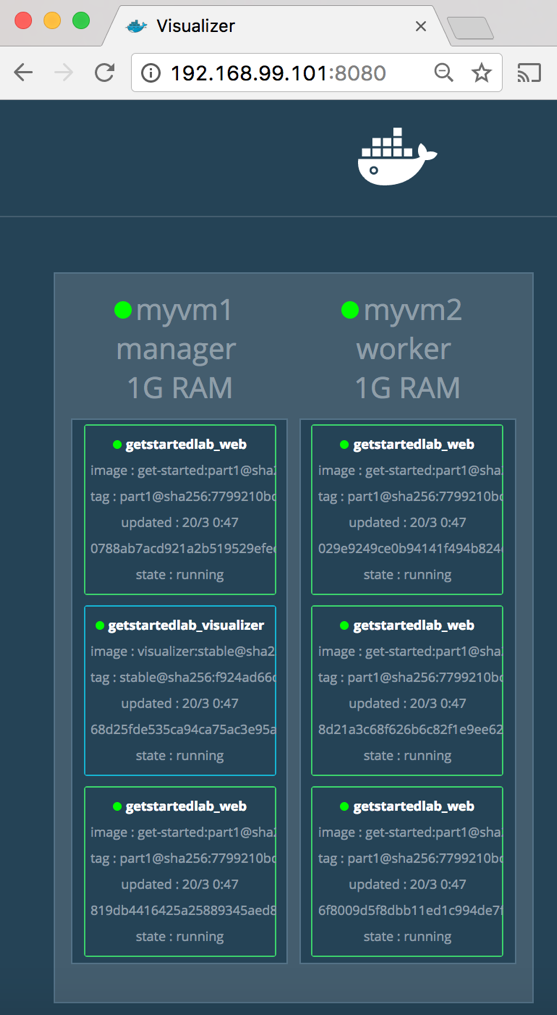 Visualizer
192.168.99.101:8080
myvm1
manager
1G RAM
getstartedlab_web
image : get-started:part1@sha2
tag : part1@sha256:7799210bc
updated : 20/3 0:47
0788ab7acd921a2b519529efee
state : running
getstartedlab_visualizer
image : visualizer:stable@sha2
tag : stable@sha256:f924ad66c
updated : 20/3 0:47
68d25fde535ca94ca75ac3e95a
state : running
getstartedlab_web
image : get-started:part1@sha2
tag : part1@sha256:7799210bc
updated : 20/3 0:47
819db4416425a25889345aed8
state : running
myvm2
worker
1G RAM
getstartedlab_web
image : get-started:part1@sha
tag : part1@sha256:7799210bc
updated : 20/3 0:47
029e9249ce0b94141f494b824
state : running
getstartedlab_web
image : get-started:part1@sha
tag : part1@sha256:7799210bc
updated : 20/3 0:47
8d21a3c68f626b6c82f1e9ee62
state : running
getstartedlab_web
image : get-started:part1@sha
tag : part1@sha256:7799210bc
updated : 20/3 0:47
6f8009d5f8dbb11ed1c994de7f
state : running